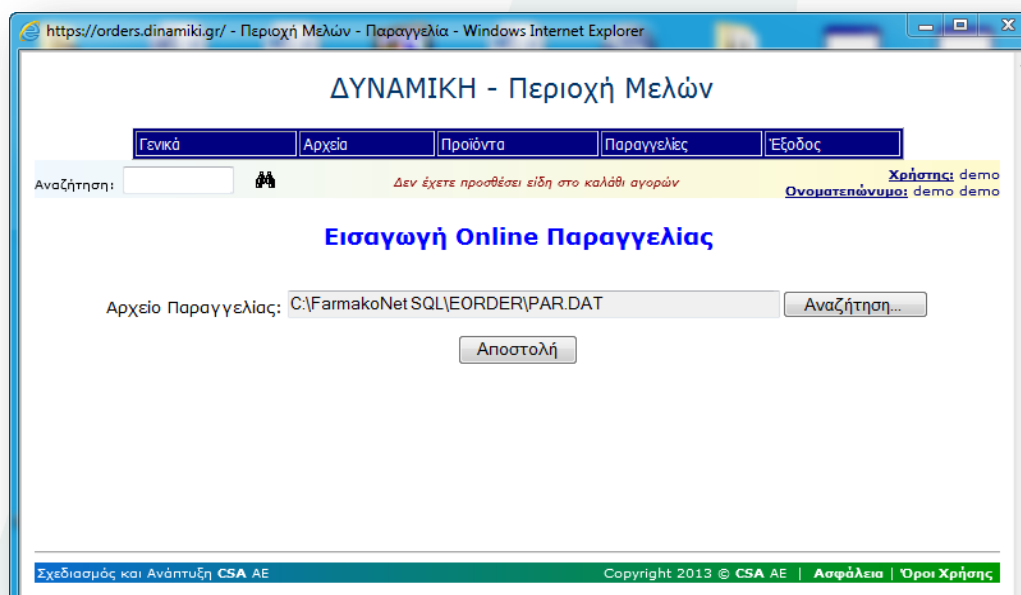 https://orders.dinamiki.gr/ - Περιοχή Μελών - Παραγγελία - Windows Internet Explorer
ΔΥΝΑΜΙΚΗ - Περιοχή Μελών
Γενικά Αρχεία Προϊόντα Παραγγελίες Έξοδος
Αναζήτηση: Δεν έχετε προσθέσει είδη στο καλάθι αγορών Χρήστης: demo
Ονοματεπώνυμο: demo demo
Εισαγωγή Online Παραγγελίας
Αρχείο Παραγγελίας: C:\FarmakoNet SQL\EORDER\PAR.DAT Αναζήτηση...
Αποστολή
Σχεδιασμός και Ανάπτυξη CSA ΑΕ Copyright 2013 © CSA ΑΕ | Ασφάλεια | Όροι Χρήσης